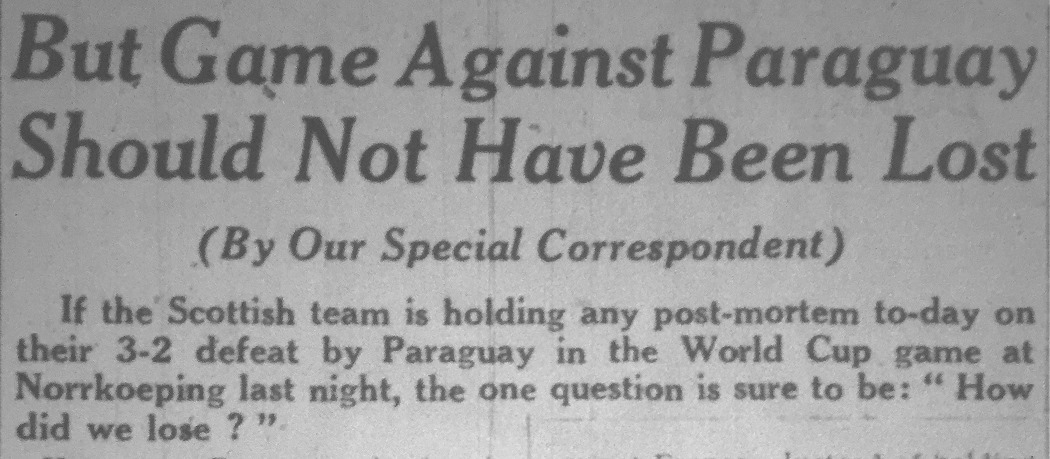 But Game Against Paraguay
Should Not Have Been Lost
(By Our Special Correspondent)
If the Scottish team is holding any post-mortem to-day on
their 3-2 defeat by Paraguay in the World Cup game at
Norrkoeping last night, the one question is sure to be: “ How
did we lose ? ”